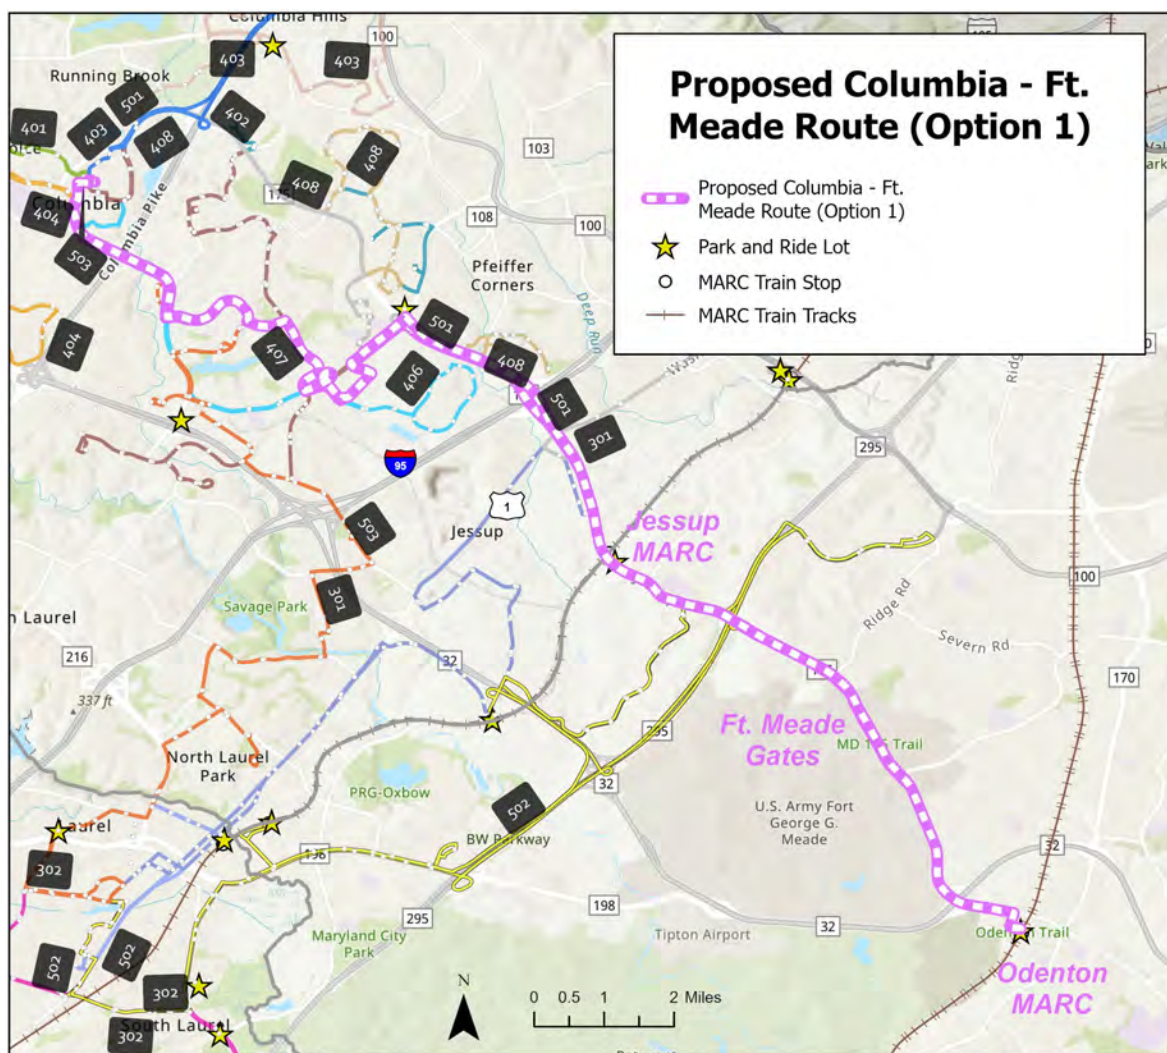 Columbia Hills
100
403
403
Running Brook
501
401
403
408
402
408
408
175
103
Columbia
404
503
Columbia Pike
108
100
Pfeiffer
Corners
Deep Run
501
404
407
406
408
501
301
95
1
Jessup
503
301
Savage Park
Laurel
216
337 ft
32
North Laurel
Park
PRG-Oxbow
502
BW Parkway
302
198
295
Maryland City
Park
Tipton Airport
502
502
302
302
South Laurel
Proposed Columbia - Ft.
Meade Route (Option 1)
Proposed Columbia - Ft.
Meade Route (Option 1)
Park and Ride Lot
MARC Train Stop
MARC Train Tracks
295
Jessup
MARC
100
Ridge Rd
Severn Rd
170
295
Ft. Meade
Gates
32
U.S. Army Fort
George G.
Meade
32
32
Odenton
MARC
N
0 0.5 1 2 Miles